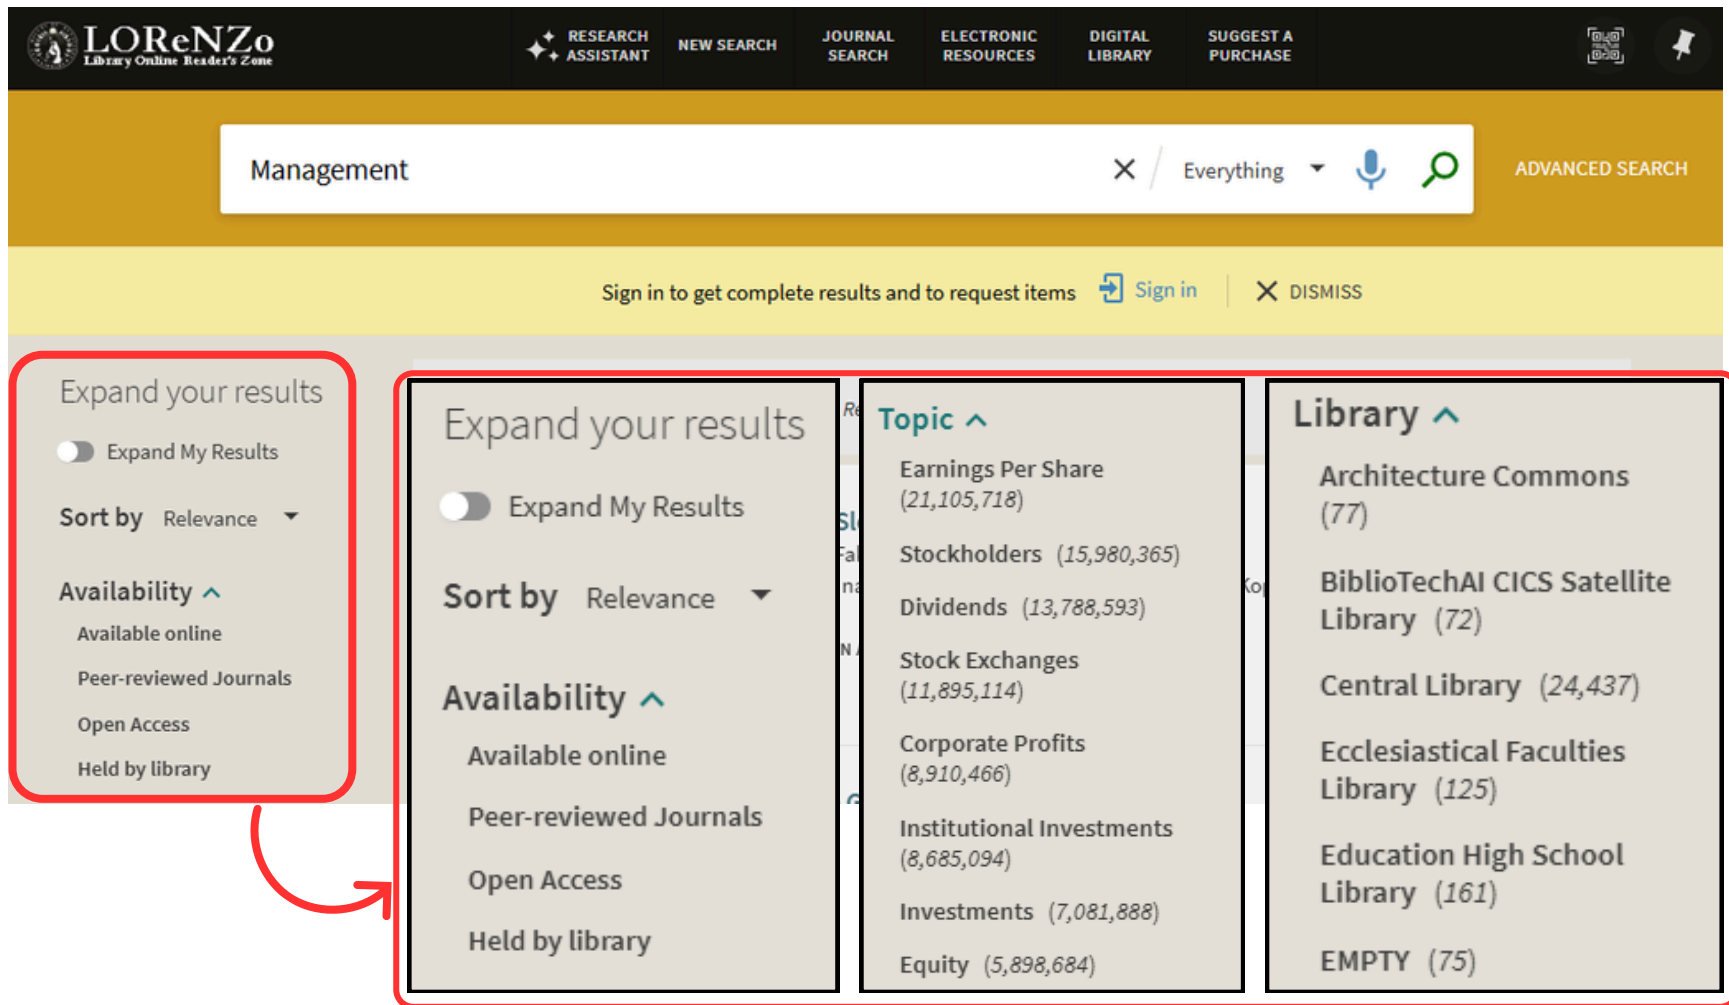 LOReNZo
Library Online Reader's Zone
RESEARCH
ASSISTANT
NEW SEARCH
JOURNAL
SEARCH
ELECTRONIC
RESOURCES
DIGITAL
LIBRARY
SUGGEST A
PURCHASE
Management
Everything
ADVANCED SEARCH
Sign in to get complete results and to request items
Sign in
DISMISS
Expand your results
Expand My Results
Sort by Relevance
Availability
Available online
Peer-reviewed Journals
Open Access
Held by library
Expand your results
Expand My Results
Sort by Relevance
Availability
Available online
Peer-reviewed Journals
Open Access
Held by library
Topic
Earnings Per Share
(21,105,718)
Stockholders (15,980,365)
Dividends (13,788,593)
Stock Exchanges
(11,895,114)
Corporate Profits
(8,910,466)
Institutional Investments
(8,685,094)
Investments (7,081,888)
Equity (5,898,684)
Library
Architecture Commons
(77)
BiblioTechAI CICS Satellite
Library (72)
Central Library (24,437)
Ecclesiastical Faculties
Library (125)
Education High School
Library (161)
EMPTY (75)